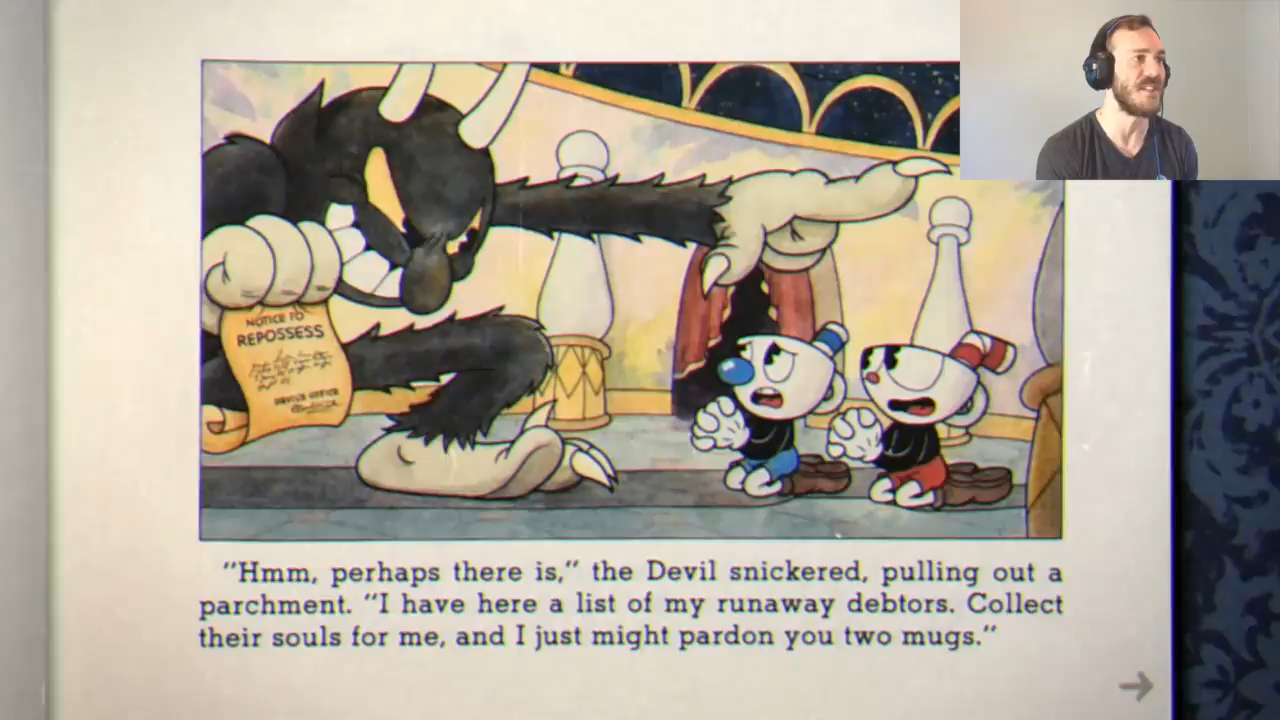 NOTICE TO
REPOSSESS
"Hmm, perhaps there is," the Devil snickered, pulling out a
parchment. "I have here a list of my runaway debtors. Collect
their souls for me, and I just might pardon you two mugs."